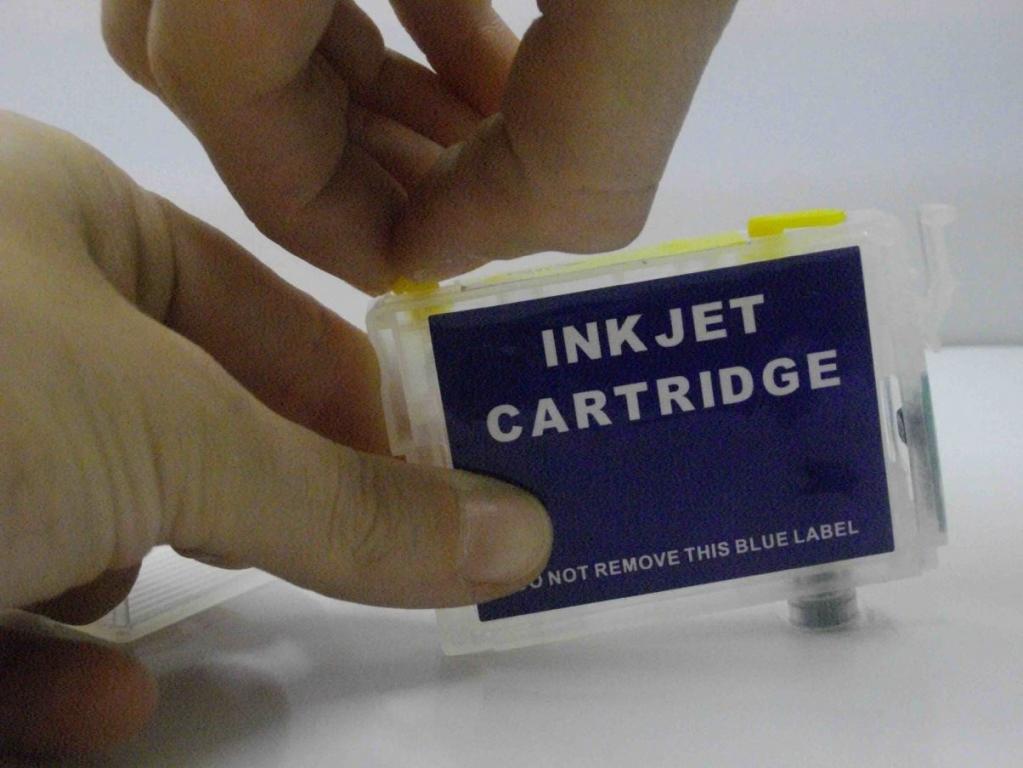 INKJET
CARTRIDGE
O NOT REMOVE THIS BLUE LABEL